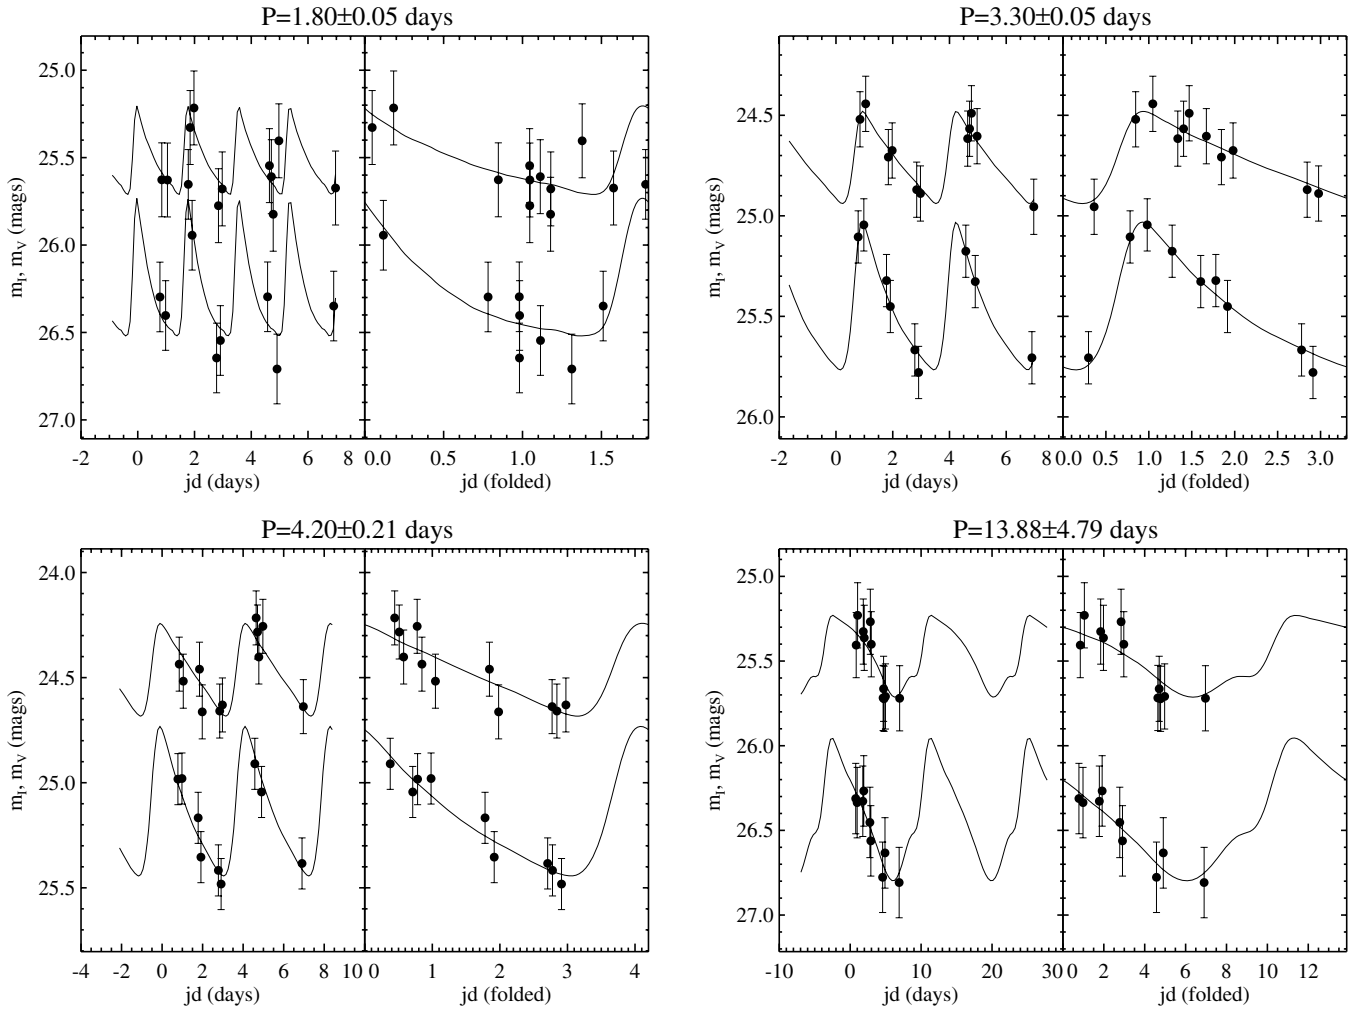 P=1.80±0.05 days
P=3.30±0.05 days
25.0
25.5
26.0
26.5
27.0
m_I, m_V (mags)
-2 0 2 4 6 8 0.0 0.5 1.0 1.5
jd (days) jd (folded)
24.5
25.0
25.5
26.0
m_I, m_V (mags)
-2 0 2 4 6 8 0.0 0.5 1.0 1.5 2.0 2.5 3.0
jd (days) jd (folded)
P=4.20±0.21 days
P=13.88±4.79 days
24.0
24.5
25.0
25.5
m_I, m_V (mags)
-4 -2 0 2 4 6 8 10 0 1 2 3 4
jd (days) jd (folded)
25.0
25.5
26.0
26.5
27.0
m_I, m_V (mags)
-10 0 10 20 30 0 2 4 6 8 10 12
jd (days) jd (folded)